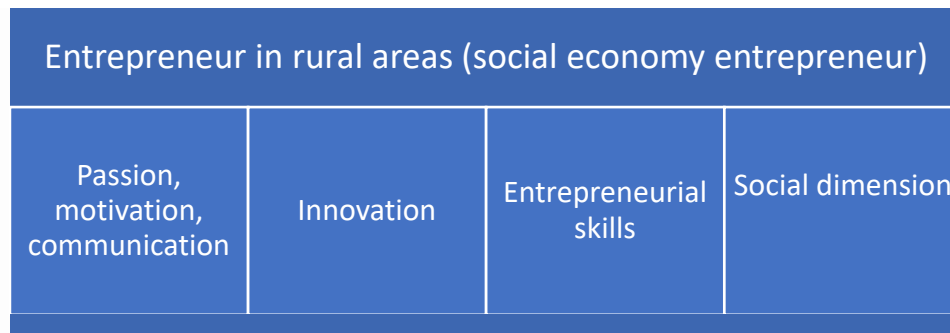 Entrepreneur in rural areas (social economy entrepreneur)
Passion,
motivation,
communication
Innovation
Entrepreneurial
skills
Social dimension